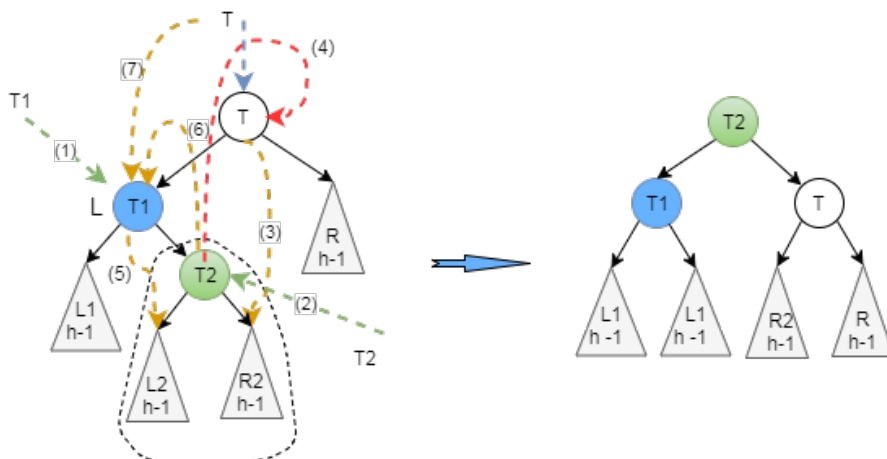 T
(4)
(7)
T1
T
(6)
(1)
L
T1
(3)
R
h-1
(5)
T2
(2)
L1
h-1
T2
L2
h-1
R2
h-1
T2
T1
T
L1
h -1
L1
h -1
R2
h-1
R
h-1